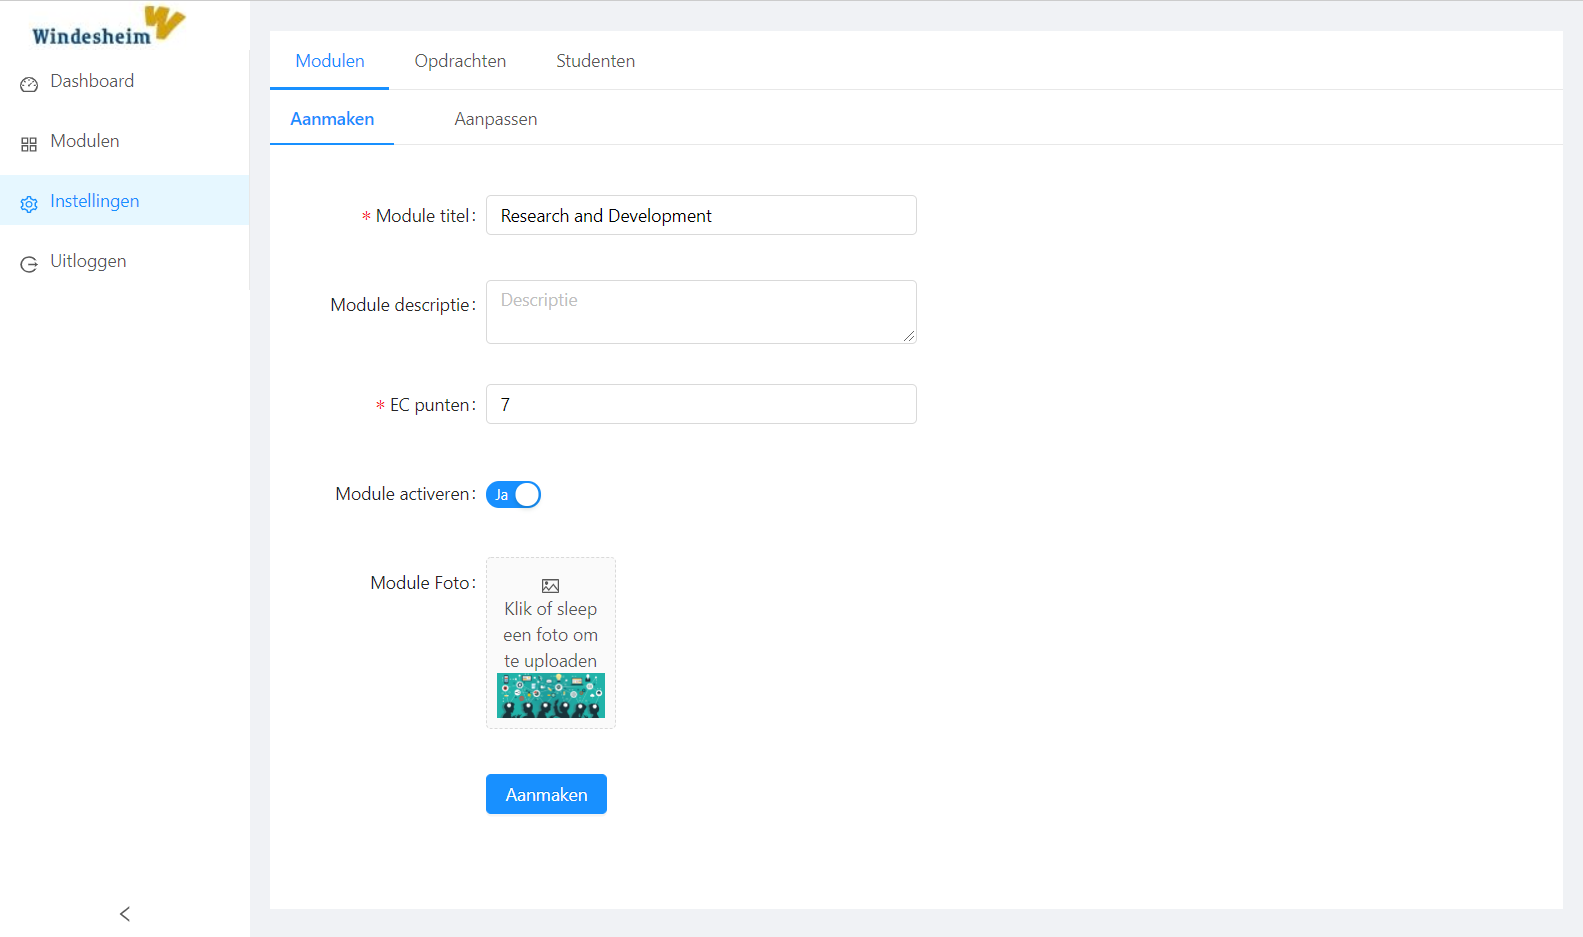 Windesheim
Dashboard
Modulen
Instellingen
Uitloggen
Modulen Opdrachten Studenten
Aanmaken Aanpassen
* Module titel: Research and Development
Module descriptie: Descriptie
* EC punten: 7
Module activeren: Ja
Module Foto:
Klik of sleep
een foto om
te uploaden
Aanmaken